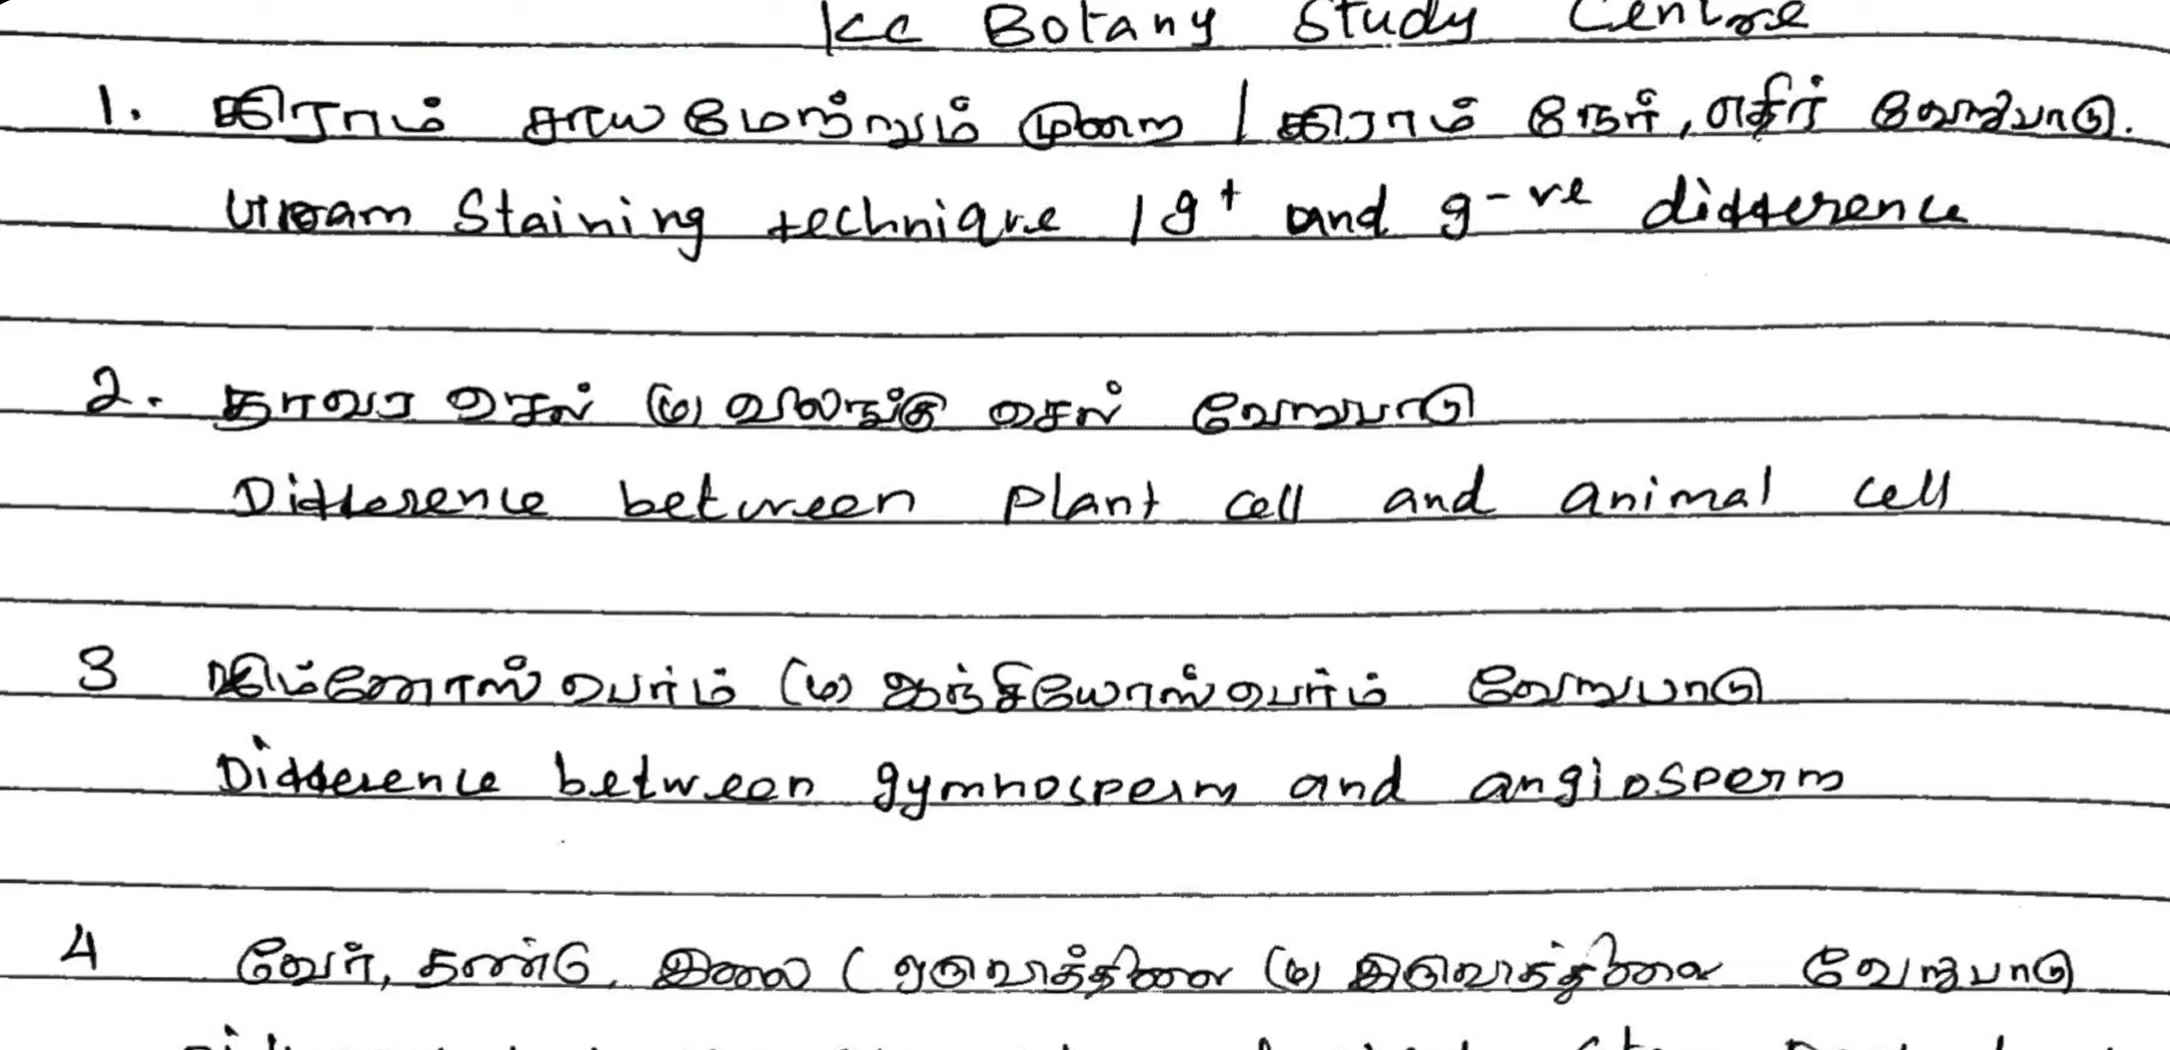 KC Botany Study Centre
1. கிராம் சாயமேற்றும் முறை / கிராம் நேர், எதிர் வேறுபாடு.
Gram Staining technique / g+ and g-ve difference
2. தாவர செல் (ம) விலங்கு செல் வேறுபாடு
Difference between plant cell and animal cell
3 ஜிம்னோஸ்பெர்ம் (ம) ஆஞ்சியோஸ்பெர்ம் வேறுபாடு
Difference between gymnosperm and angiosperm
4 வேர், தண்டு, இலை (ஒருவித்திலை (ம) இருவித்திலை வேறுபாடு